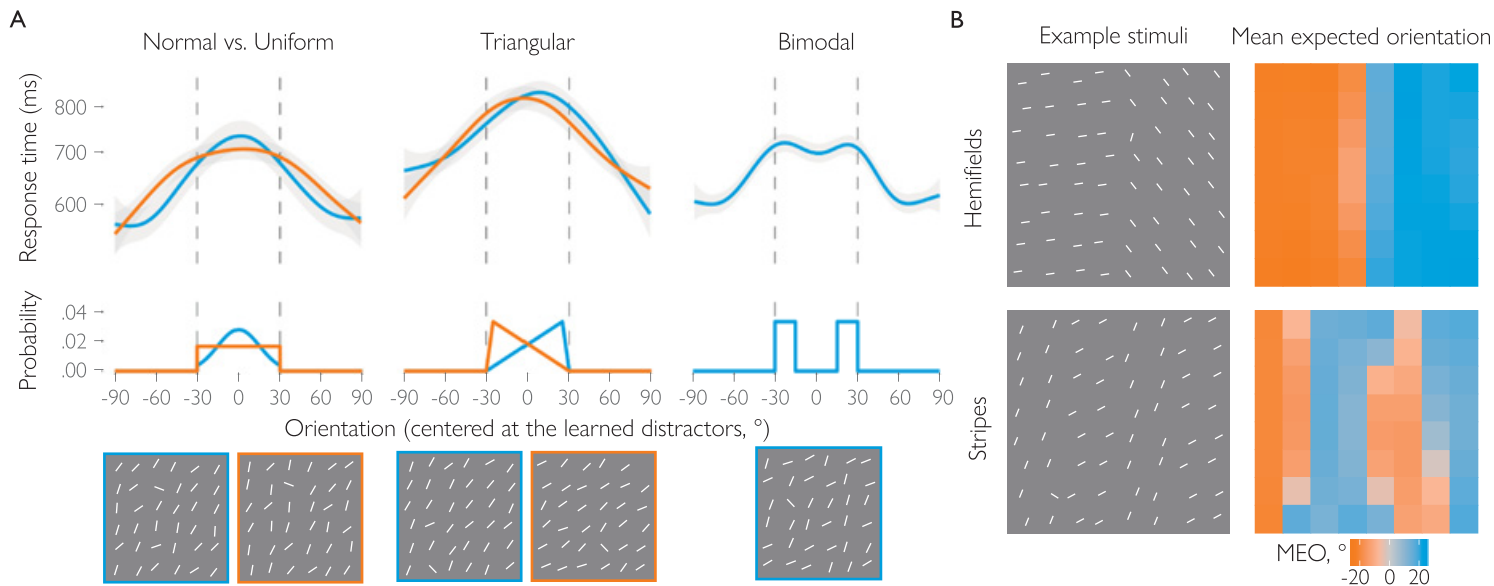 A
Normal vs. Uniform
Triangular
Bimodal
Response time (ms)
800
700
600
Probability
.04
.02
.00
-90 -60 -30 0 30 60 90
-90 -60 -30 0 30 60 90
-90 -60 -30 0 30 60 90
Orientation (centered at the learned distractors, °)
B
Example stimuli
Mean expected orientation
Hemifields
Stripes
MEO, °
-20 0 20